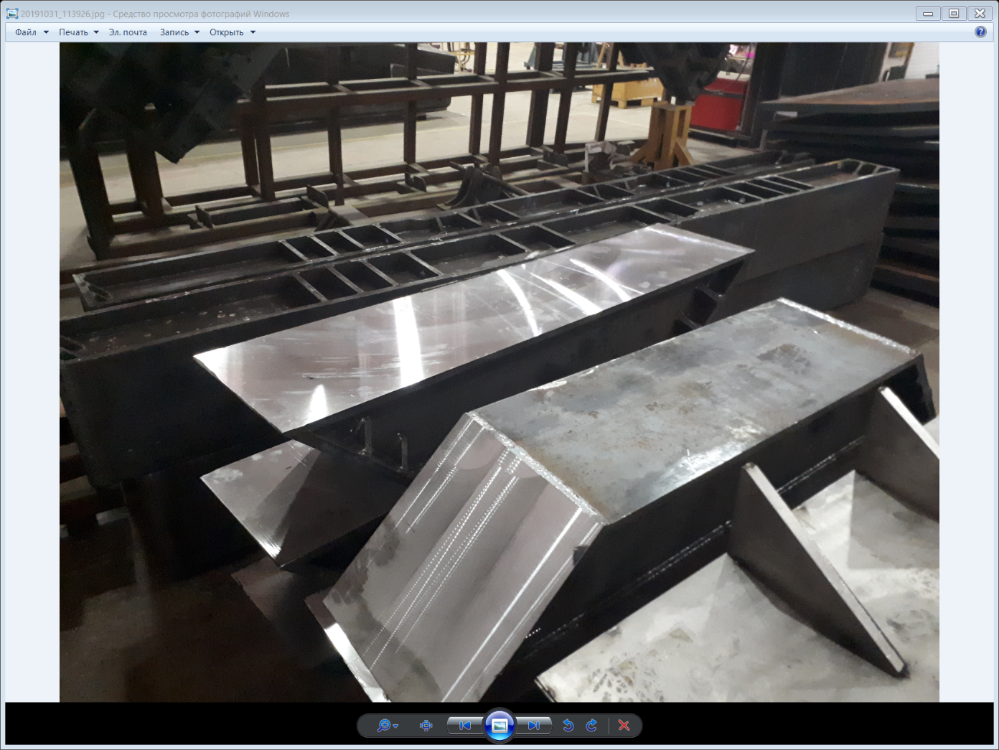 20191031_113926.jpg - Средство просмотра фотографий Windows
Файл Печать Эл. почта Запись Открыть